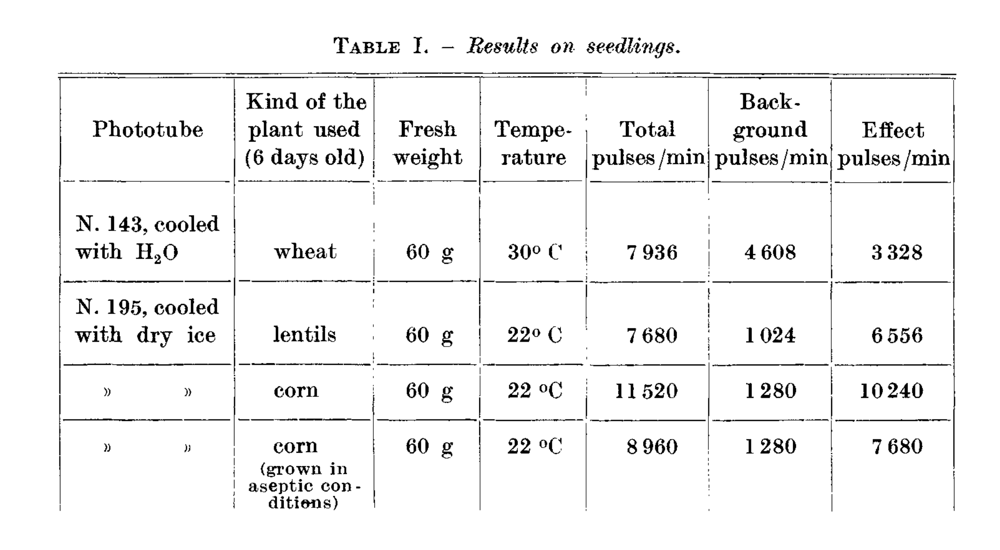 TABLE I. – Results on seedlings.
Phototube Kind of the plant used (6 days old) Fresh weight Tempe-rature Total pulses/min Back-ground pulses/min Effect pulses/min
N. 143, cooled with H₂O wheat 60 g 30° C 7 936 4 608 3 328
N. 195, cooled with dry ice lentils 60 g 22° C 7 680 1 024 6 556
» » corn 60 g 22 °C 11 520 1 280 10 240
» » corn (grown in aseptic con-ditions) 60 g 22 °C 8 960 1 280 7 680